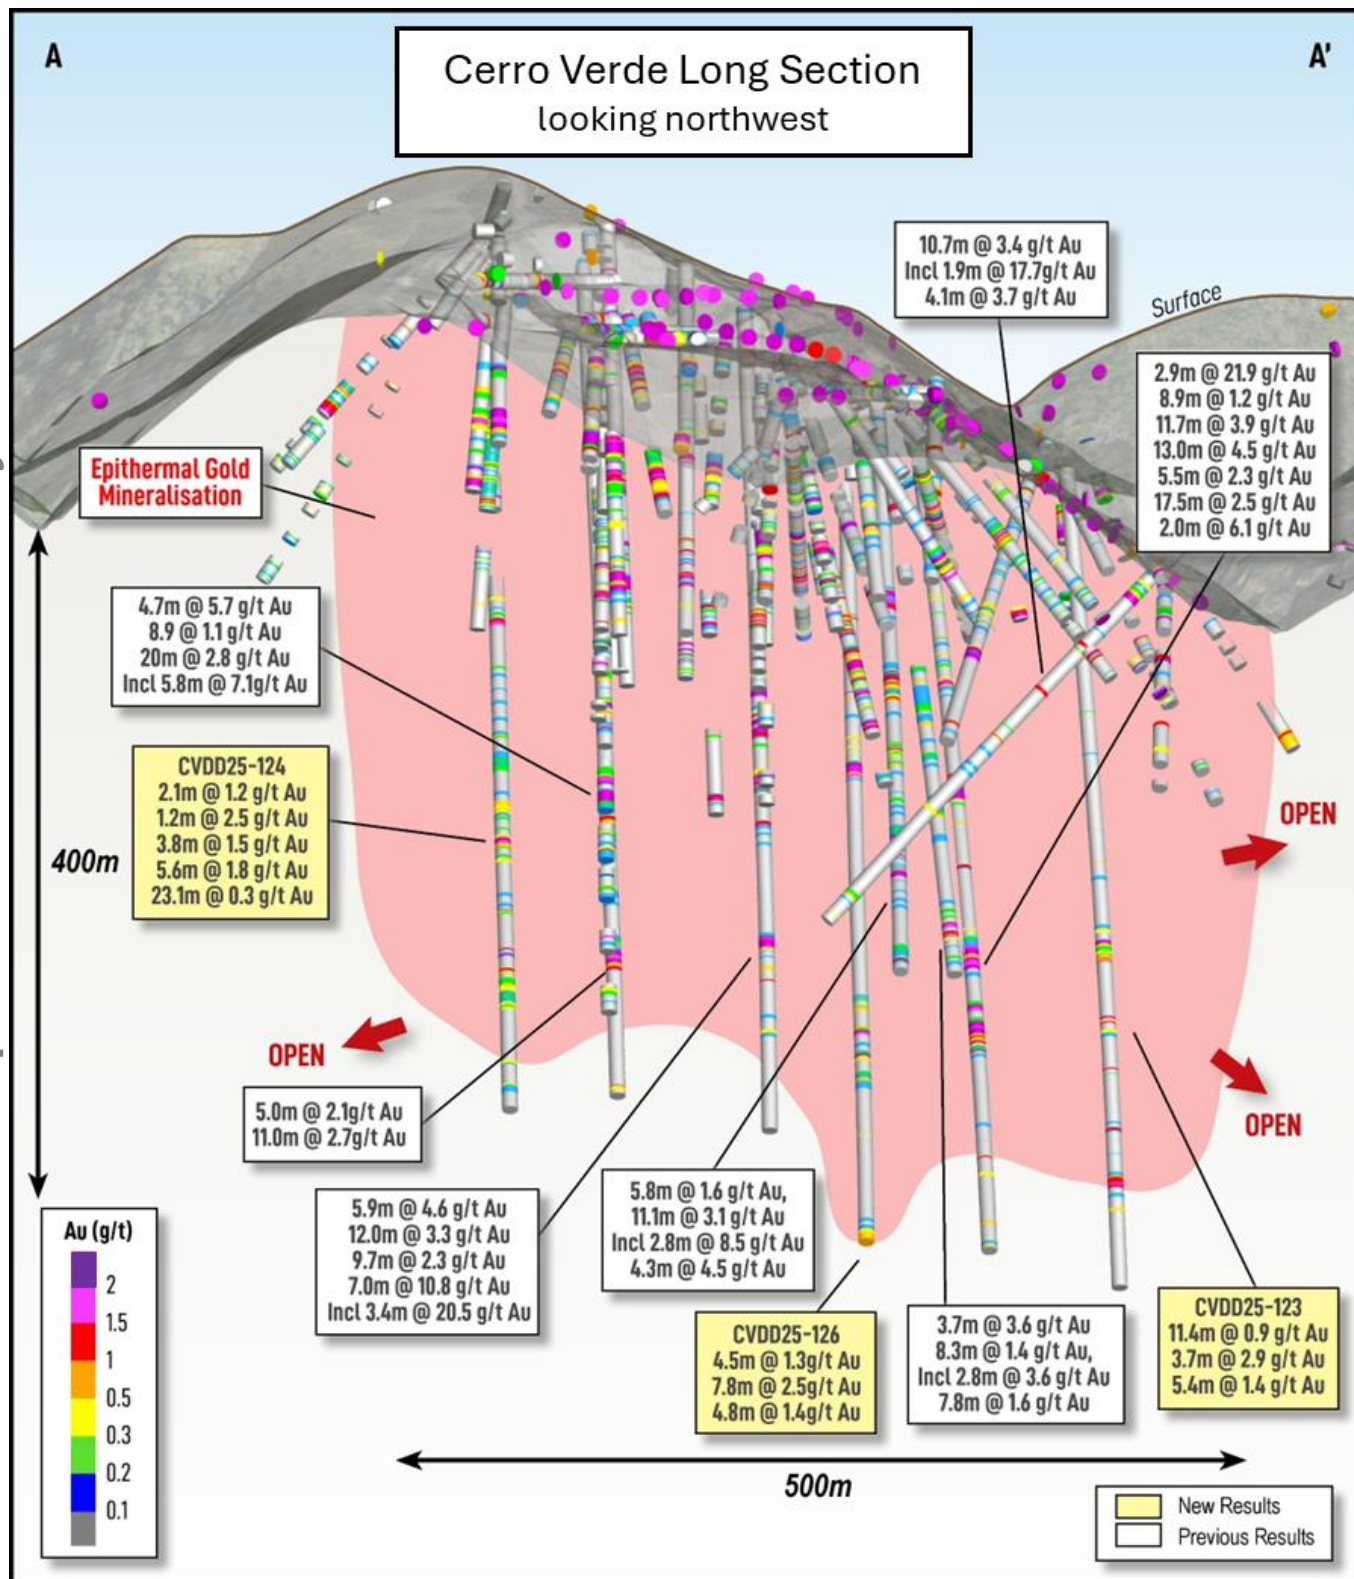 A
A'
Cerro Verde Long Section
looking northwest
10.7m @ 3.4 g/t Au
Incl 1.9m @ 17.7g/t Au
4.1m @ 3.7 g/t Au
Surface
2.9m @ 21.9 g/t Au
8.9m @ 1.2 g/t Au
11.7m @ 3.9 g/t Au
13.0m @ 4.5 g/t Au
5.5m @ 2.3 g/t Au
17.5m @ 2.5 g/t Au
2.0m @ 6.1 g/t Au
Epithermal Gold
Mineralisation
4.7m @ 5.7 g/t Au
8.9 @ 1.1 g/t Au
20m @ 2.8 g/t Au
Incl 5.8m @ 7.1g/t Au
CVDD25-124
2.1m @ 1.2 g/t Au
1.2m @ 2.5 g/t Au
3.8m @ 1.5 g/t Au
5.6m @ 1.8 g/t Au
23.1m @ 0.3 g/t Au
400m
OPEN
OPEN
OPEN
5.0m @ 2.1g/t Au
11.0m @ 2.7g/t Au
5.9m @ 4.6 g/t Au
12.0m @ 3.3 g/t Au
9.7m @ 2.3 g/t Au
7.0m @ 10.8 g/t Au
Incl 3.4m @ 20.5 g/t Au
5.8m @ 1.6 g/t Au,
11.1m @ 3.1 g/t Au
Incl 2.8m @ 8.5 g/t Au
4.3m @ 4.5 g/t Au
CVDD25-126
4.5m @ 1.3g/t Au
7.8m @ 2.5g/t Au
4.8m @ 1.4g/t Au
3.7m @ 3.6 g/t Au
8.3m @ 1.4 g/t Au,
Incl 2.8m @ 3.6 g/t Au
7.8m @ 1.6 g/t Au
CVDD25-123
11.4m @ 0.9 g/t Au
3.7m @ 2.9 g/t Au
5.4m @ 1.4 g/t Au
Au (g/t)
2
1.5
1
0.5
0.3
0.2
0.1
500m
New Results
Previous Results